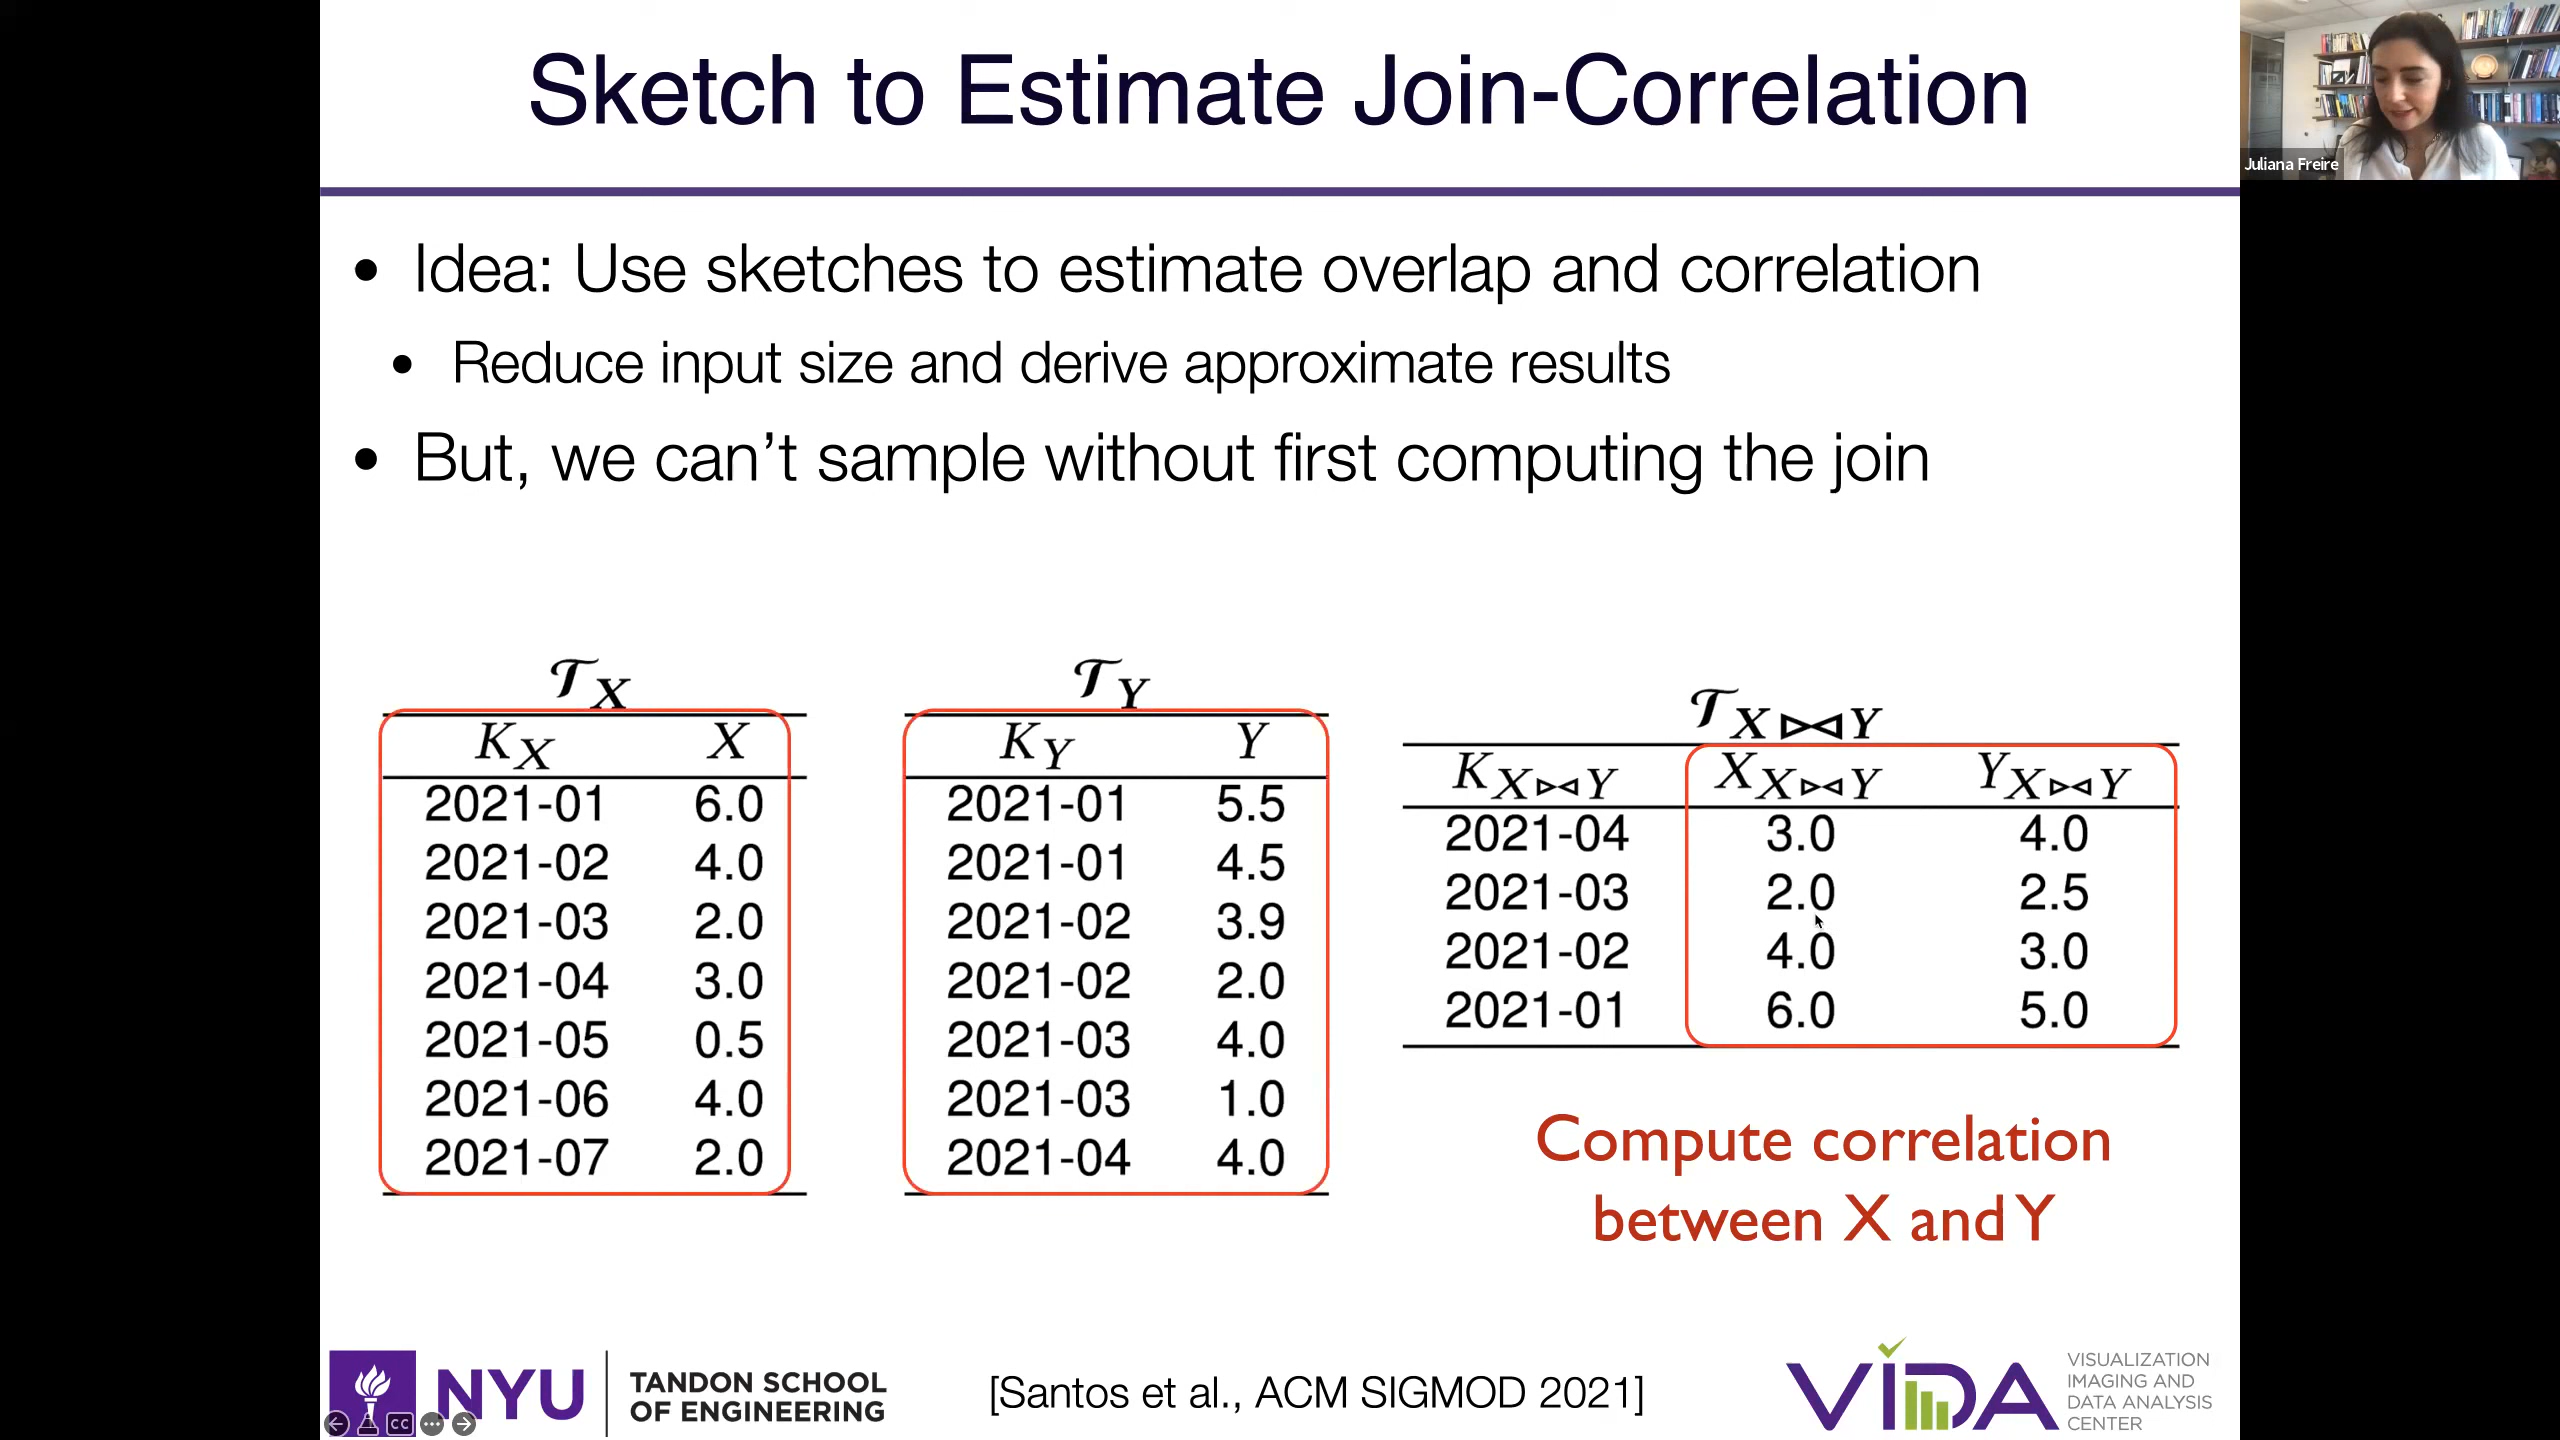 Sketch to Estimate Join-Correlation
Juliana Freire
• Idea: Use sketches to estimate overlap and correlation
• Reduce input size and derive approximate results
• But, we can’t sample without first computing the join
𝒯X
KX X
2021-01 6.0
2021-02 4.0
2021-03 2.0
2021-04 3.0
2021-05 0.5
2021-06 4.0
2021-07 2.0
𝒯Y
KY Y
2021-01 5.5
2021-01 4.5
2021-02 3.9
2021-02 2.0
2021-03 4.0
2021-03 1.0
2021-04 4.0
𝒯X⋈Y
KX⋈Y XX⋈Y YX⋈Y
2021-04 3.0 4.0
2021-03 2.0 2.5
2021-02 4.0 3.0
2021-01 6.0 5.0
Compute correlation
between X and Y
NYU
TANDON SCHOOL
OF ENGINEERING
CC
[Santos et al., ACM SIGMOD 2021]
VIDA
VISUALIZATION
IMAGING AND
DATA ANALYSIS
CENTER